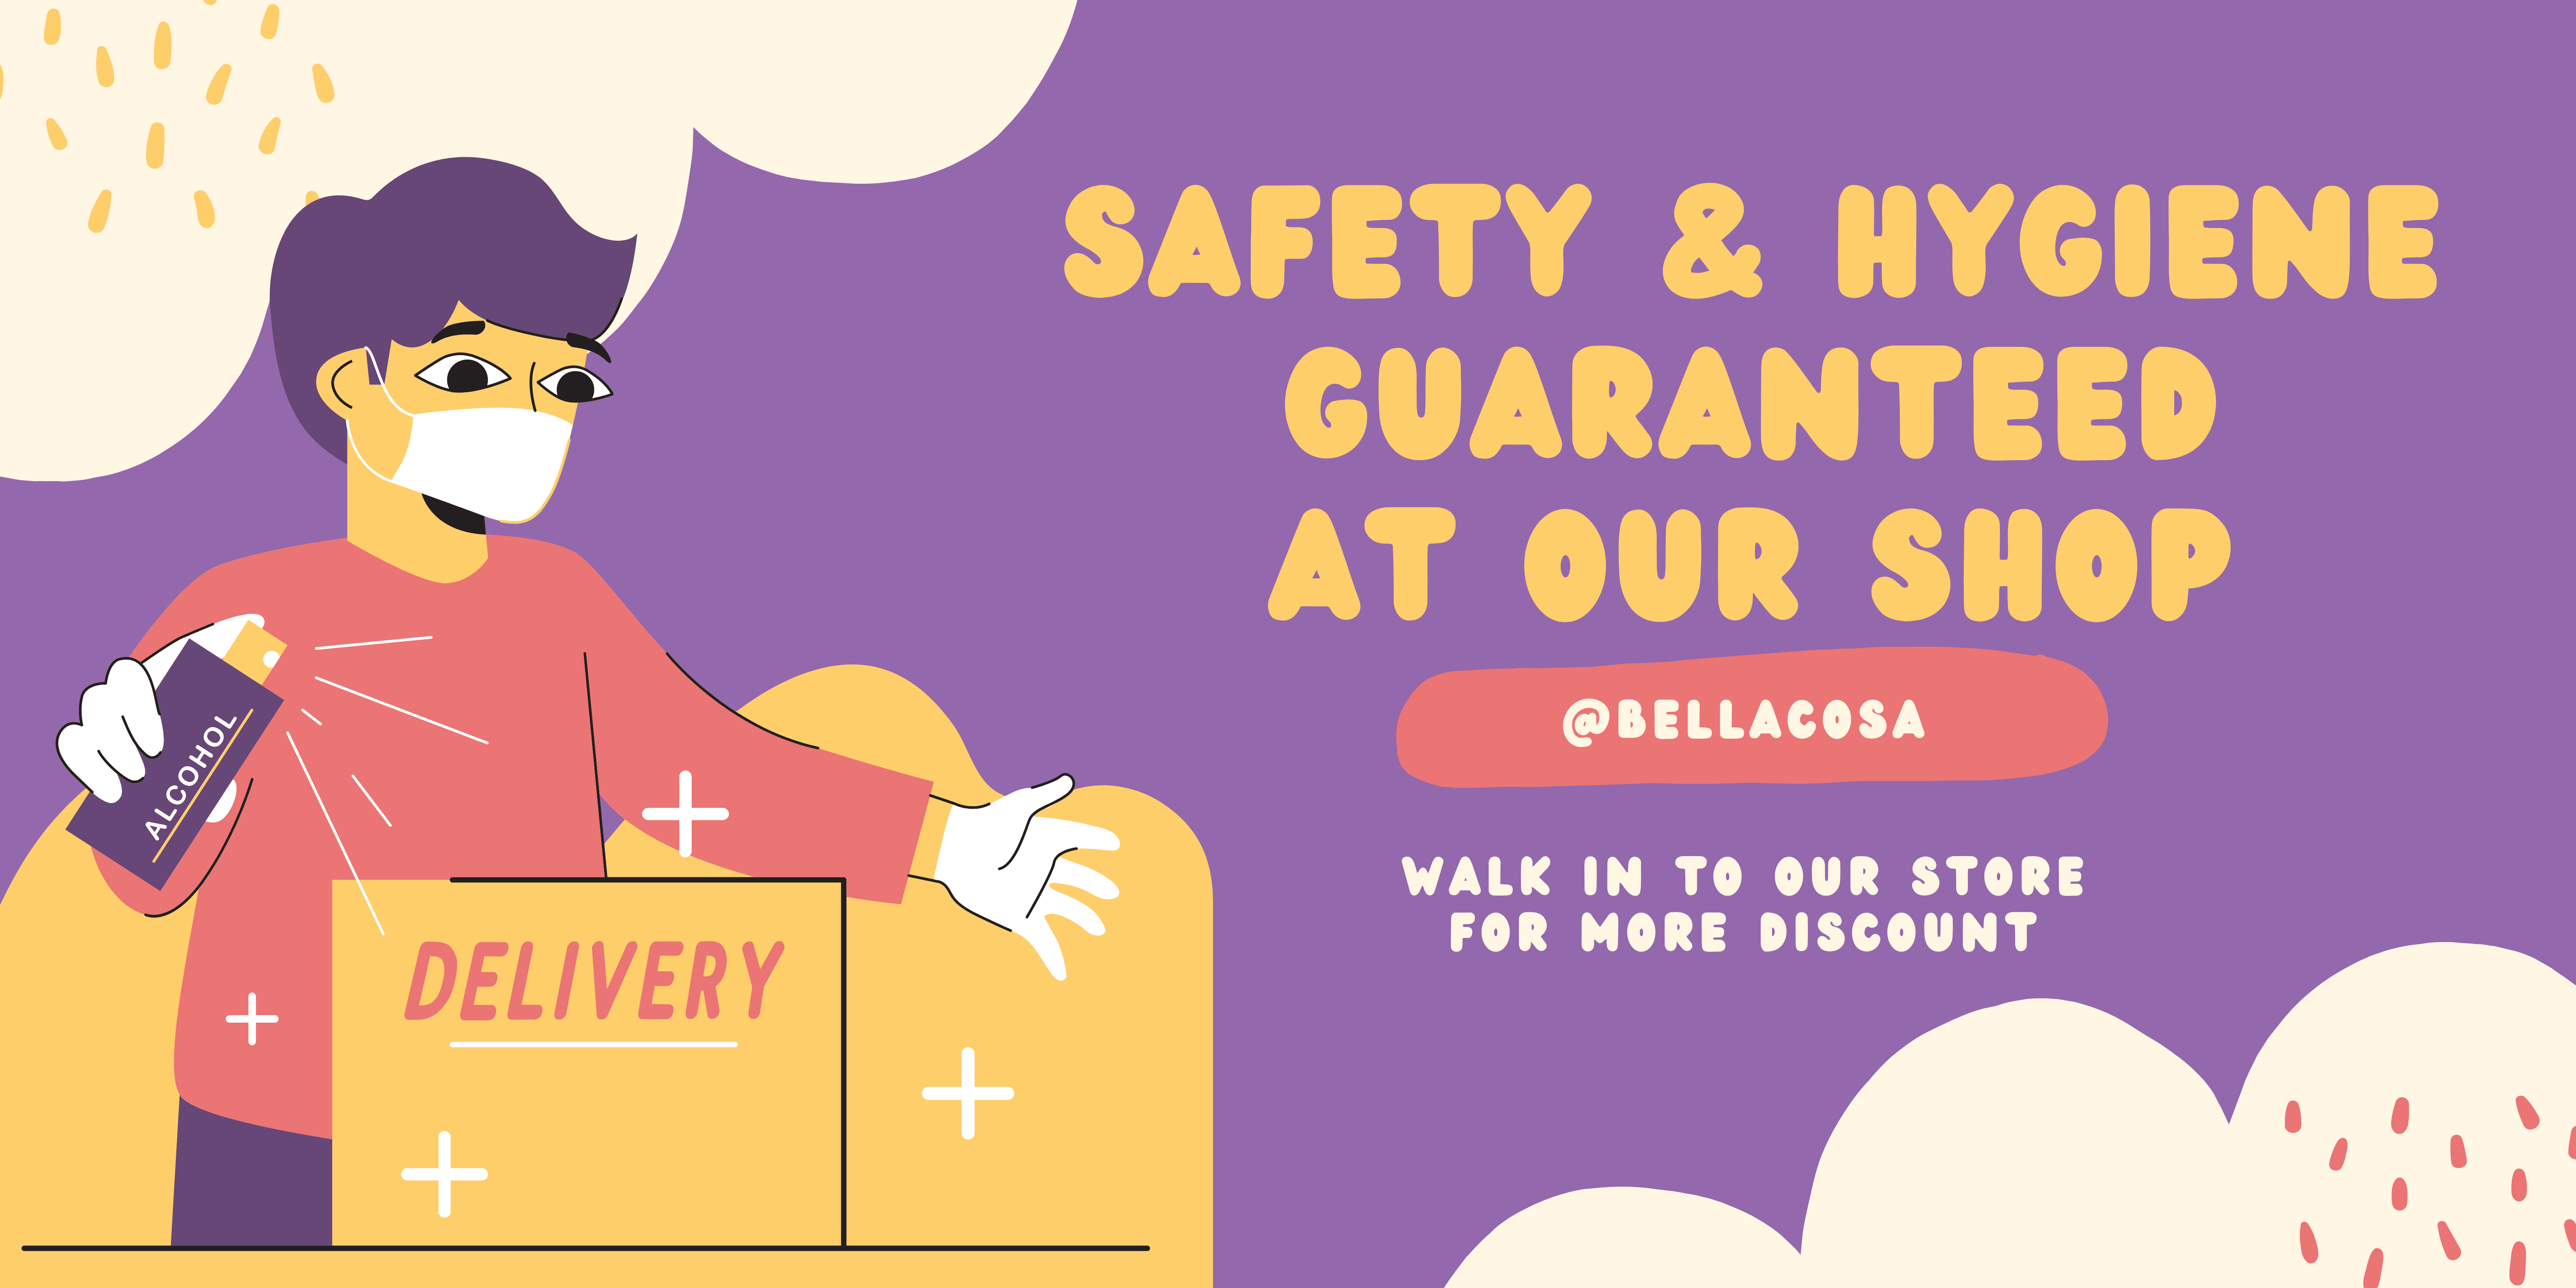 SAFETY & HYGIENE
GUARANTEED
AT OUR SHOP
@BELLACOSA
WALK IN TO OUR STORE
FOR MORE DISCOUNT
ALCOHOL
DELIVERY